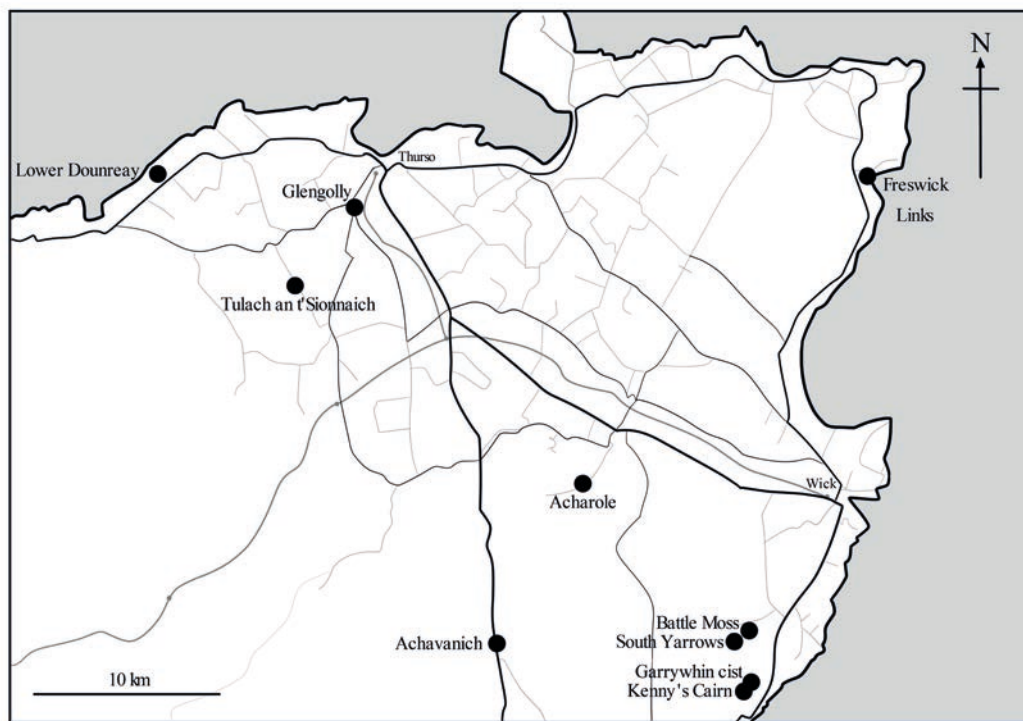 N
Thurso
Lower Dounreay
Freswick
Links
Glengolly
Tulach an t'Sionnaich
Wick
Acharole
Battle Moss
South Yarrows
Achavanich
Garrywhin cist
Kenny's Cairn
10 km